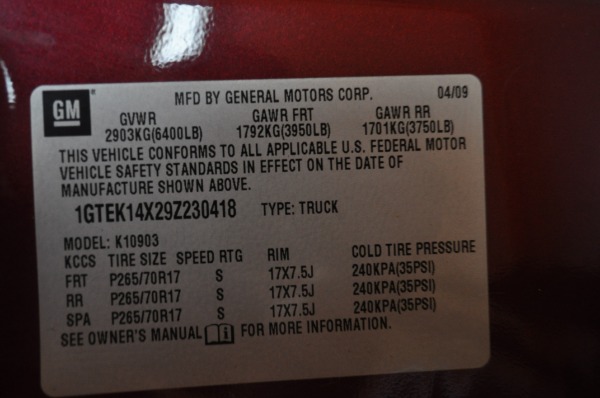 GM
MFD BY GENERAL MOTORS CORP. 04/09
GVWR GAWR FRT GAWR RR
2903KG(6400LB) 1792KG(3950LB) 1701KG(3750LB)
THIS VEHICLE CONFORMS TO ALL APPLICABLE U.S. FEDERAL MOTOR
VEHICLE SAFETY STANDARDS IN EFFECT ON THE DATE OF
MANUFACTURE SHOWN ABOVE.
1GTEK14X29Z230418 TYPE: TRUCK
MODEL: K10903
KCCS TIRE SIZE SPEED RTG RIM COLD TIRE PRESSURE
FRT P265/70R17 S 17X7.5J 240KPA(35PSI)
RR P265/70R17 S 17X7.5J 240KPA(35PSI)
SPA P265/70R17 S 17X7.5J 240KPA(35PSI)
SEE OWNER'S MANUAL FOR MORE INFORMATION.